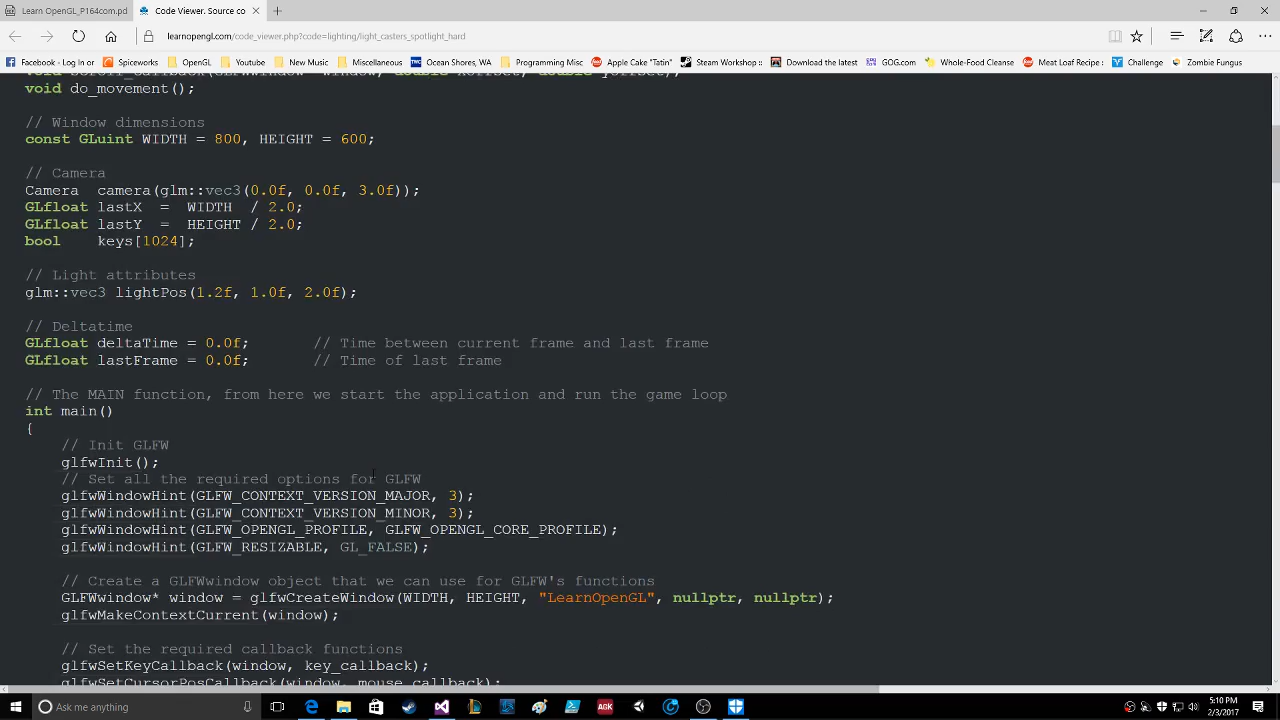 Learn OpenGL_P164com.pd
Code Viewer. Source co
learnopengl.com/code_viewer.php?code=lighting/light_casters_spotlight_hard
Facebook - Log In or
Spiceworks
OpenGL
Youtube
New Music
Miscellaneous
Ocean Shores, WA
Programming Misc
Apple Cake "Tatin"
Steam Workshop :
Download the latest
GOG.com
Whole-Food Cleanse
Meat Loaf Recipe :
Challenge
Zombie Fungus
void scroll_callback(GLFWwindow* window, double xoffset, double yoffset);
void do_movement();
// Window dimensions
const GLuint WIDTH = 800, HEIGHT = 600;
// Camera
Camera  camera(glm::vec3(0.0f, 0.0f, 3.0f));
GLfloat lastX  =  WIDTH  / 2.0;
GLfloat lastY  =  HEIGHT / 2.0;
bool    keys[1024];
// Light attributes
glm::vec3 lightPos(1.2f, 1.0f, 2.0f);
// Deltatime
GLfloat deltaTime = 0.0f;       // Time between current frame and last frame
GLfloat lastFrame = 0.0f;       // Time of last frame
// The MAIN function, from here we start the application and run the game loop
int main()
{
    // Init GLFW
    glfwInit();
    // Set all the required options for GLFW
    glfwWindowHint(GLFW_CONTEXT_VERSION_MAJOR, 3);
    glfwWindowHint(GLFW_CONTEXT_VERSION_MINOR, 3);
    glfwWindowHint(GLFW_OPENGL_PROFILE, GLFW_OPENGL_CORE_PROFILE);
    glfwWindowHint(GLFW_RESIZABLE, GL_FALSE);
    // Create a GLFWwindow object that we can use for GLFW's functions
    GLFWwindow* window = glfwCreateWindow(WIDTH, HEIGHT, "LearnOpenGL", nullptr, nullptr);
    glfwMakeContextCurrent(window);
    // Set the required callback functions
    glfwSetKeyCallback(window, key_callback);
    glfwSetCursorPosCallback(window, mouse_callback);
Ask me anything
AGK
5:10 PM
2/3/2017